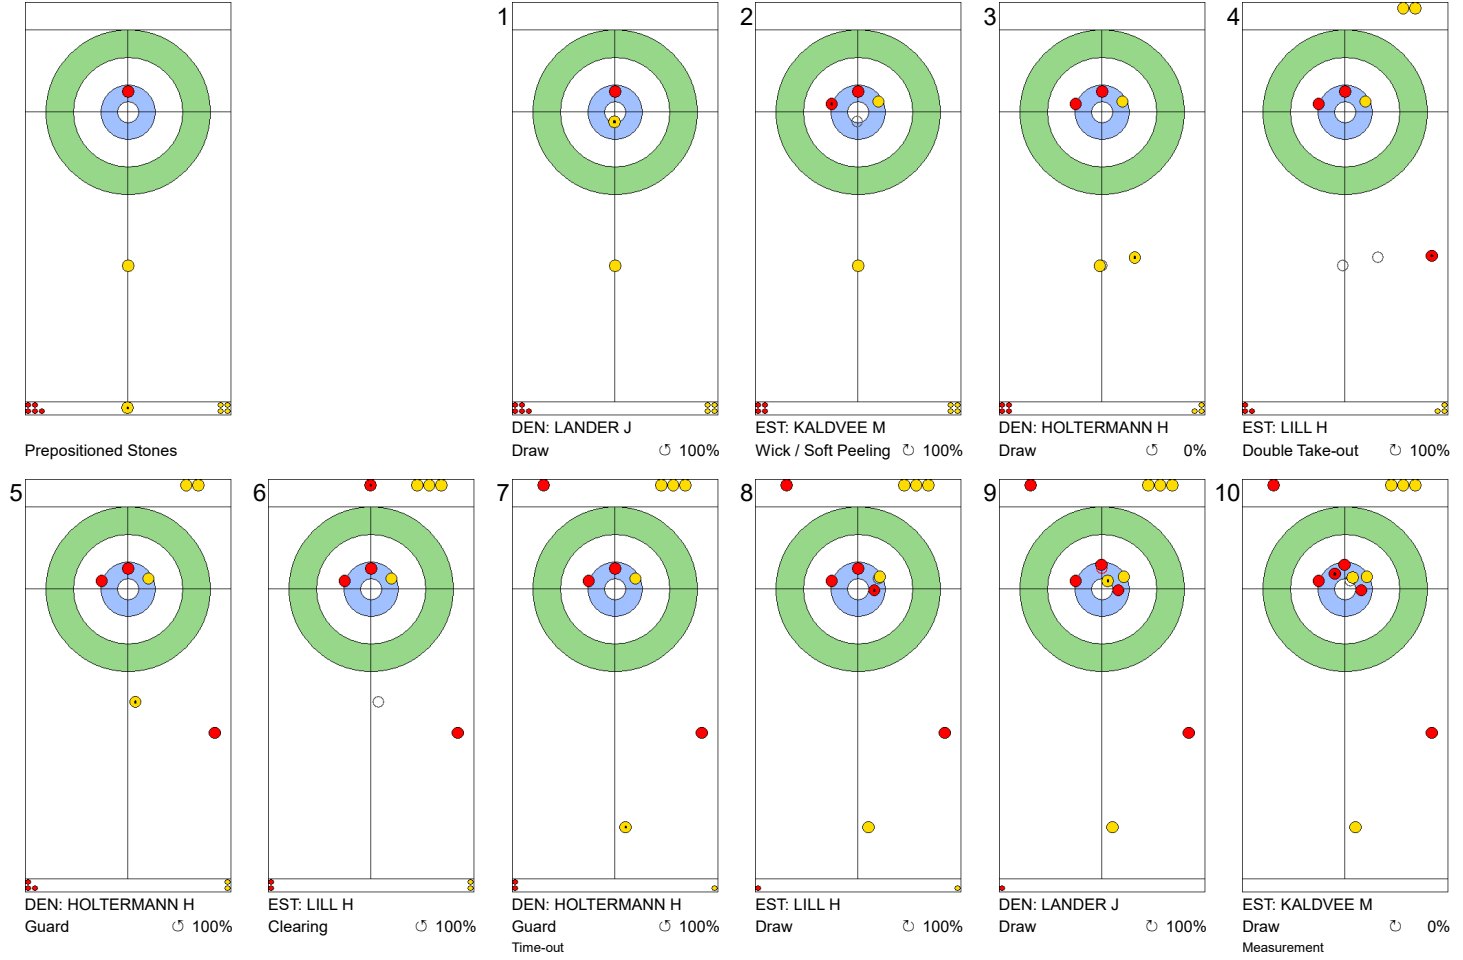 Prepositioned Stones
1
DEN: LANDER J
Draw ↺ 100%
2
EST: KALDVEE M
Wick / Soft Peeling ↻ 100%
3
DEN: HOLTERMANN H
Draw ↺ 0%
4
EST: LILL H
Double Take-out ↻ 100%
5
DEN: HOLTERMANN H
Guard ↺ 100%
6
EST: LILL H
Clearing ↺ 100%
7
DEN: HOLTERMANN H
Guard ↺ 100%
Time-out
8
EST: LILL H
Draw ↻ 100%
9
DEN: LANDER J
Draw ↺ 100%
10
EST: KALDVEE M
Draw ↻ 0%
Measurement